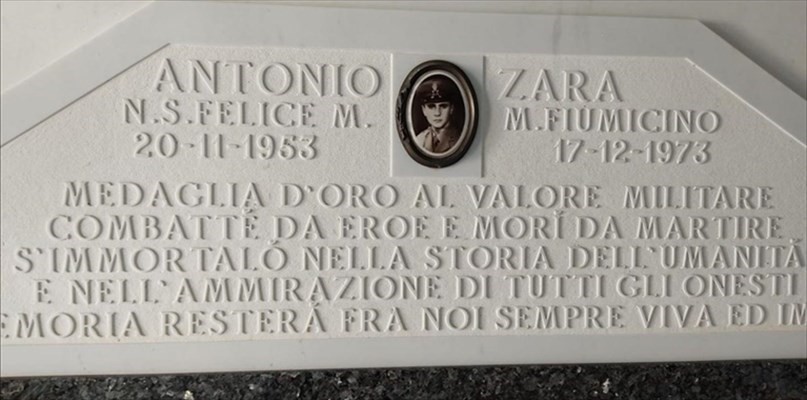 ANTONIO ZARA
N.S.FELICE M. M.FIUMICINO
20-11-1953 17-12-1973
MEDAGLIA D'ORO AL VALORE MILITARE
COMBATTÉ DA EROE E MORÍ DA MARTIRE
S'IMMORTALÒ NELLA STORIA DELL'UMANITÀ
E NELL'AMMIRAZIONE DI TUTTI GLI ONESTI
EMORIA RESTERÁ FRA NOI SEMPRE VIVA ED IM